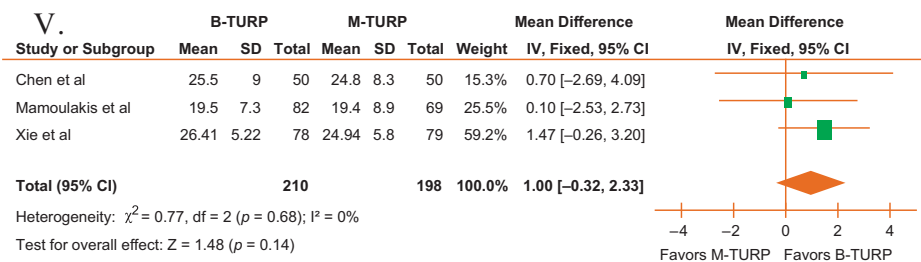 V. B-TURP M-TURP Mean Difference Mean Difference
Study or Subgroup Mean SD Total Mean SD Total Weight IV, Fixed, 95% CI IV, Fixed, 95% CI
Chen et al 25.5 9 50 24.8 8.3 50 15.3% 0.70 [–2.69, 4.09]
Mamoulakis et al 19.5 7.3 82 19.4 8.9 69 25.5% 0.10 [–2.53, 2.73]
Xie et al 26.41 5.22 78 24.94 5.8 79 59.2% 1.47 [–0.26, 3.20]
Total (95% CI) 210 198 100.0% 1.00 [–0.32, 2.33]
Heterogeneity: χ² = 0.77, df = 2 (p = 0.68); I² = 0%
Test for overall effect: Z = 1.48 (p = 0.14)
–4 –2 0 2 4
Favors M-TURP Favors B-TURP